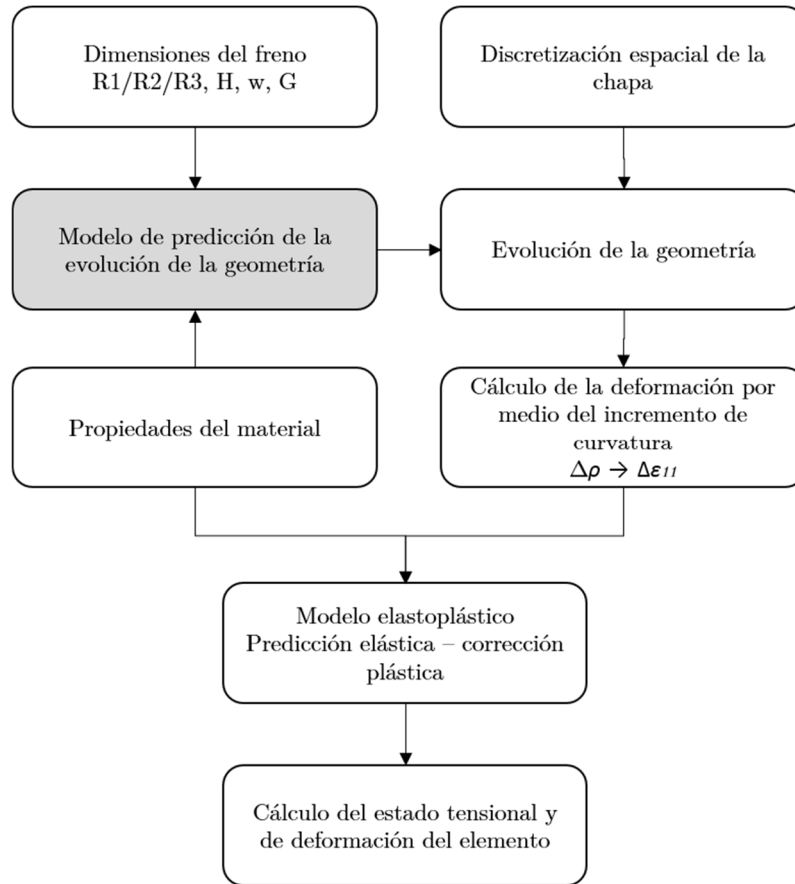 Dimensiones del freno
R1/R2/R3, H, w, G
Discretización espacial de la
chapa
Modelo de predicción de la
evolución de la geometría
Evolución de la geometría
Propiedades del material
Cálculo de la deformación por
medio del incremento de
curvatura
Δρ → Δε11
Modelo elastoplástico
Predicción elástica – corrección
plástica
Cálculo del estado tensional y
de deformación del elemento